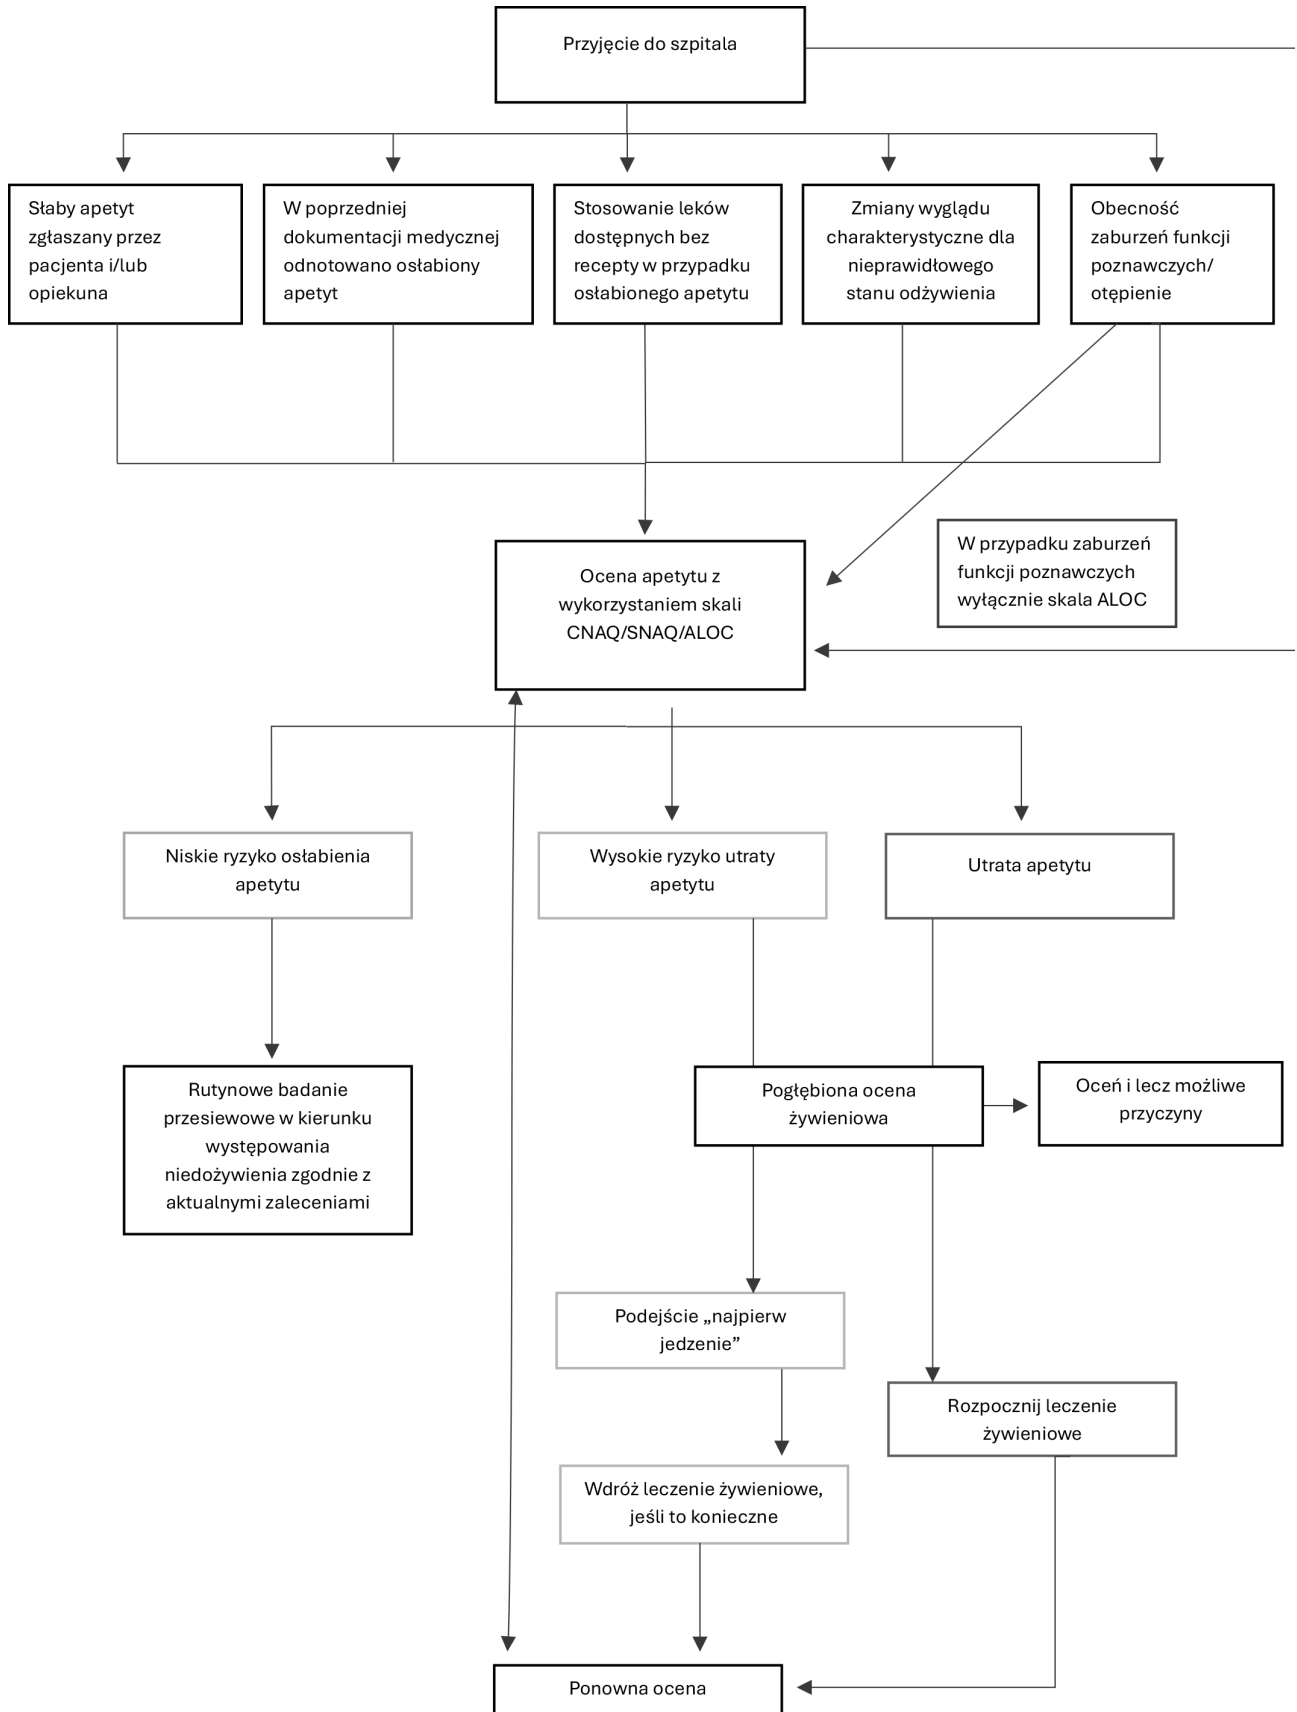 Przyjęcie do szpitala
Słaby apetyt
zgłaszany przez
pacjenta i/lub
opiekuna
W poprzedniej
dokumentacji medycznej
odnotowano osłabiony
apetyt
Stosowanie leków
dostępnych bez
recepty w przypadku
osłabionego apetytu
Zmiany wyglądu
charakterystyczne dla
nieprawidłowego
stanu odżywienia
Obecność
zaburzeń funkcji
poznawczych/
otępienie
W przypadku zaburzeń
funkcji poznawczych
wyłącznie skala ALOC
Ocena apetytu z
wykorzystaniem skali
CNAQ/SNAQ/ALOC
Niskie ryzyko osłabienia
apetytu
Wysokie ryzyko utraty
apetytu
Utrata apetytu
Rutynowe badanie
przesiewowe w kierunku
występowania
niedożywienia zgodnie z
aktualnymi zaleceniami
Pogłębiona ocena
żywieniowa
Oceń i lecz możliwe
przyczyny
Podejście „najpierw
jedzenie”
Rozpocznij leczenie
żywieniowe
Wdróż leczenie żywieniowe,
jeśli to konieczne
Ponowna ocena